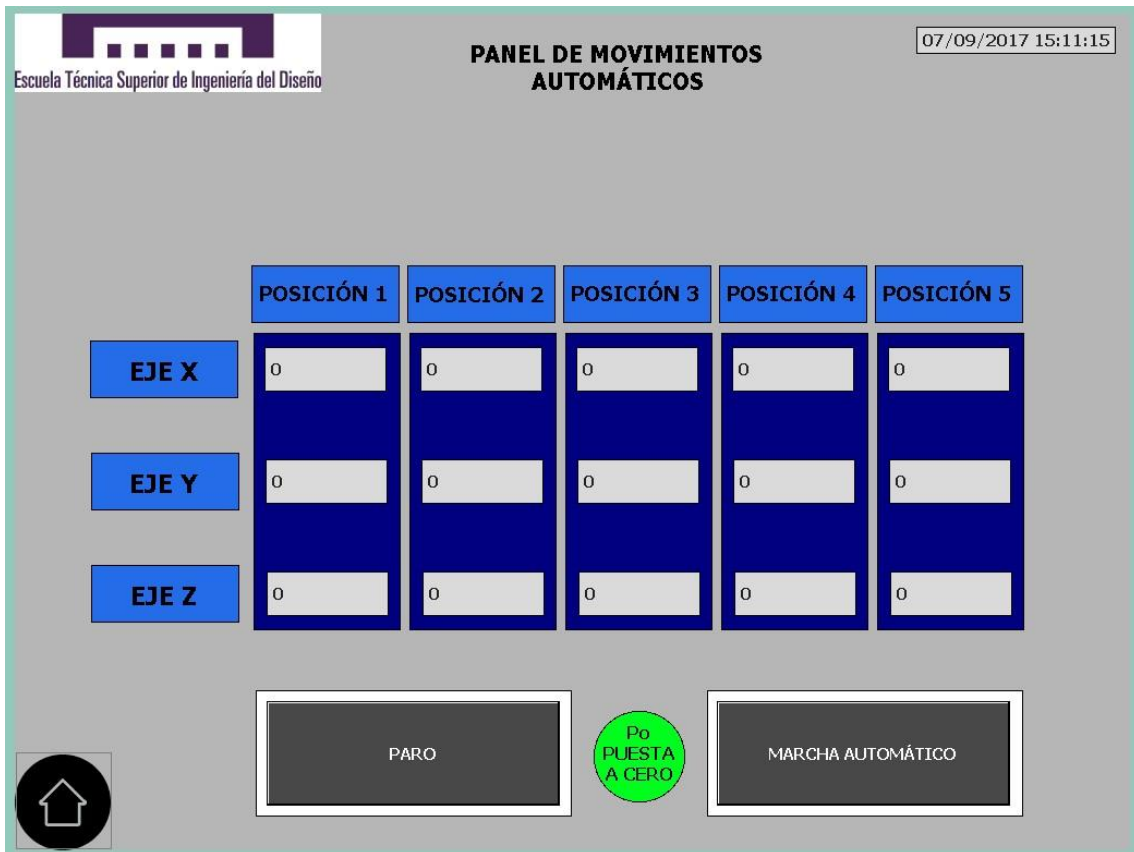 Escuela Técnica Superior de Ingeniería del Diseño
PANEL DE MOVIMIENTOS
AUTOMÁTICOS
07/09/2017 15:11:15
POSICIÓN 1 POSICIÓN 2 POSICIÓN 3 POSICIÓN 4 POSICIÓN 5
EJE X 0 0 0 0 0
EJE Y 0 0 0 0 0
EJE Z 0 0 0 0 0
PARO
Po
PUESTA
A CERO
MARCHA AUTOMÁTICO